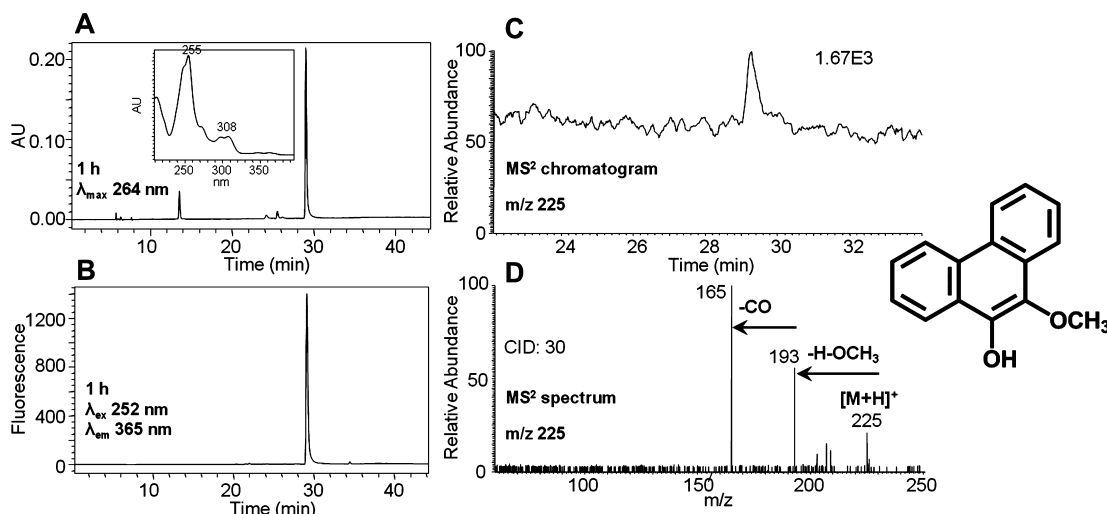 A
0.20
0.10
0.00
AU
255
308
AU
250
300
350
nm
1 h
λmax 264 nm
10
20
30
40
Time (min)
B
1200
800
400
0
Fluorescence
1 h
λex 252 nm
λem 365 nm
10
20
30
40
Time (min)
C
100
50
0
Relative Abundance
1.67E3
MS² chromatogram
m/z 225
24
26
28
30
32
Time (min)
D
100
50
0
Relative Abundance
165
-CO
CID: 30
193
-H-OCH₃
MS² spectrum
[M+H]⁺
m/z 225
225
100
150
200
250
m/z
OCH₃
OH